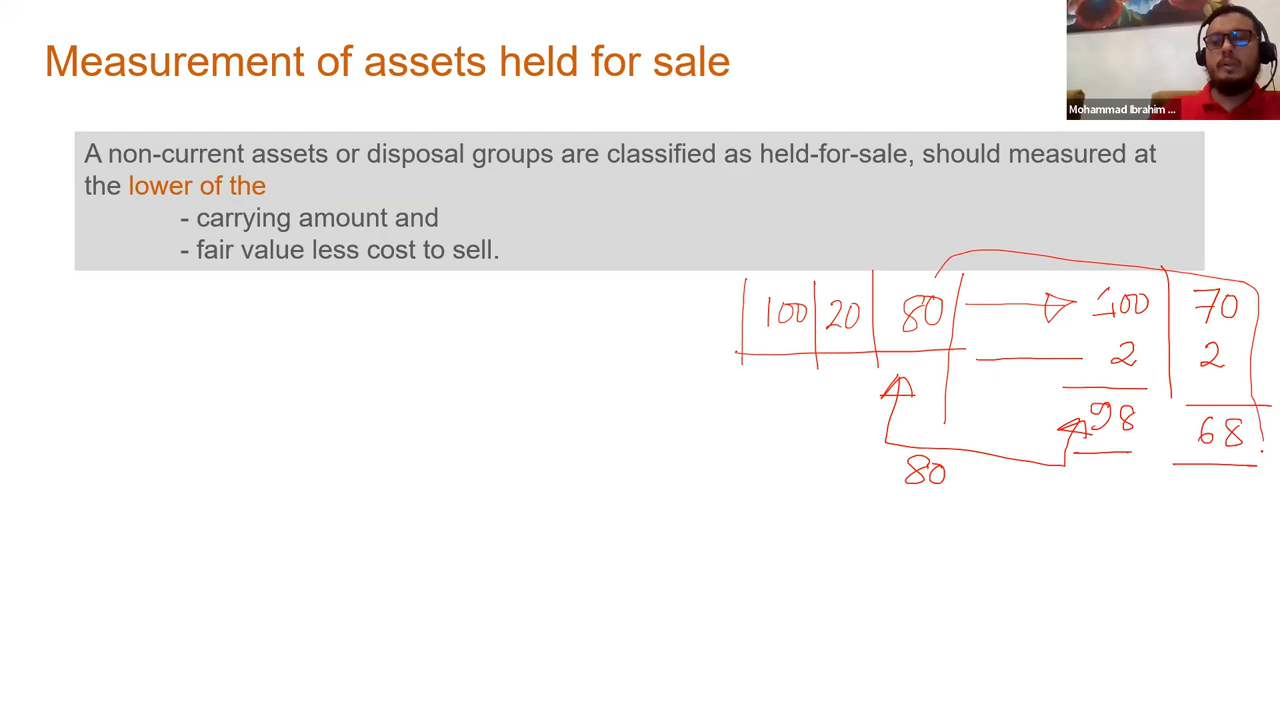 Measurement of assets held for sale
Mohammad Ibrahim ...
A non-current assets or disposal groups are classified as held-for-sale, should measured at
the lower of the
- carrying amount and
- fair value less cost to sell.
100 20 80 100 70
2 2
98 68
80